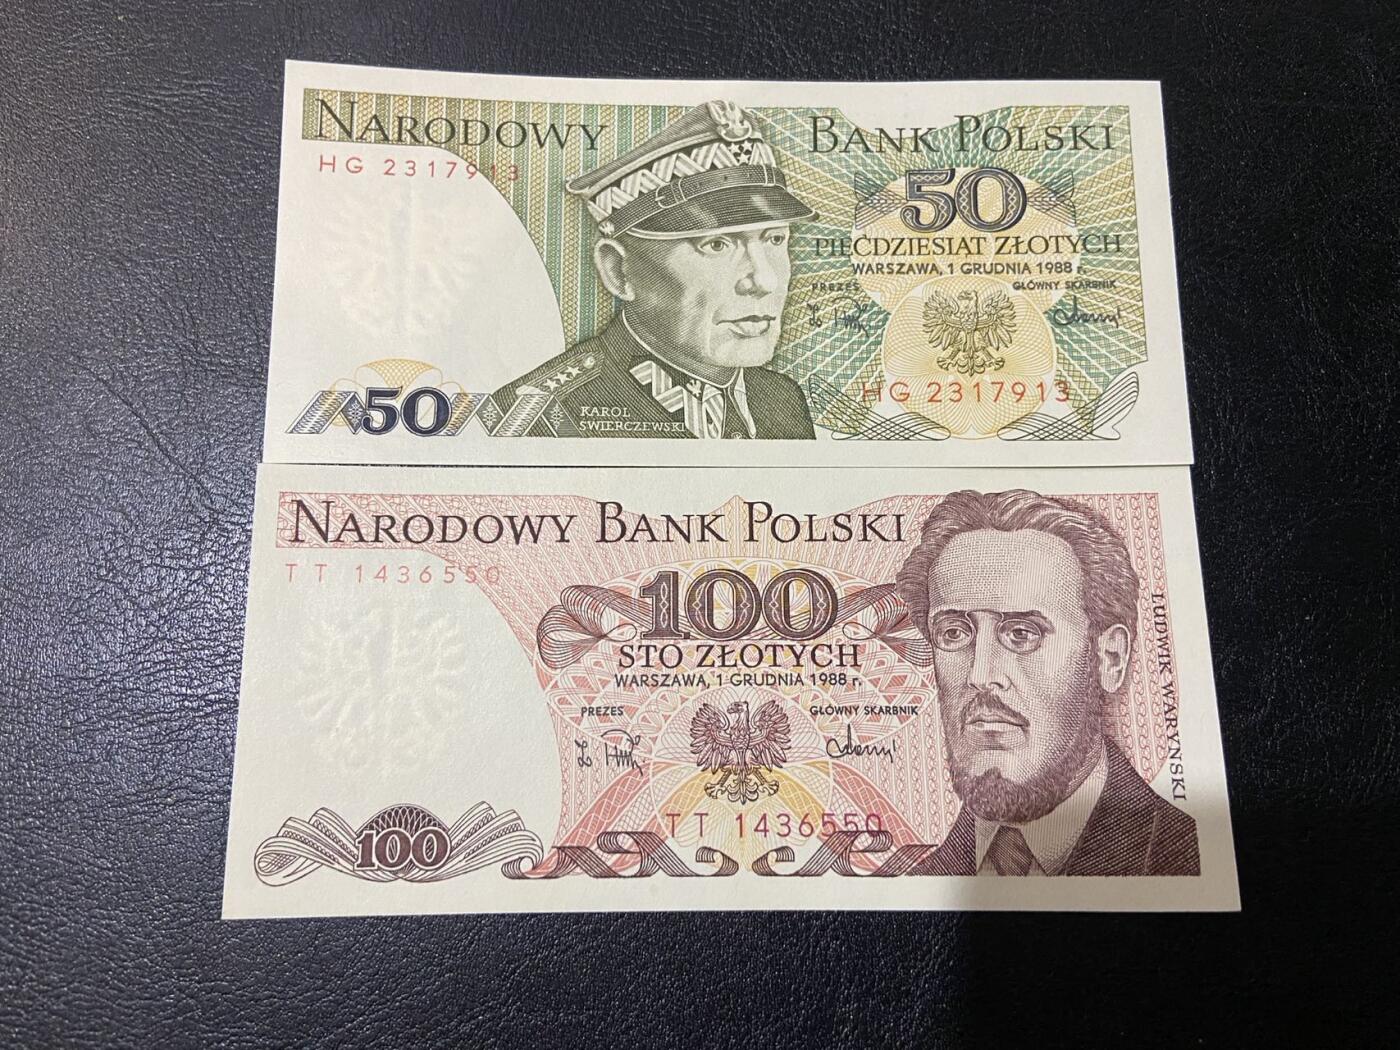 NARODOWY BANK POLSKI
HG 2317913
50
PIĘĆDZIESIĄT ZŁOTYCH
WARSZAWA, 1 GRUDNIA 1988 r.
PREZES GŁÓWNY SKARBNIK
HG 2317913
50
KAROL
ŚWIERCZEWSKI
NARODOWY BANK POLSKI
TT 1436550
100
STO ZŁOTYCH
WARSZAWA, 1 GRUDNIA 1988 r.
PREZES GŁÓWNY SKARBNIK
TT 1436550
100
LUDWIK WARYŃSKI